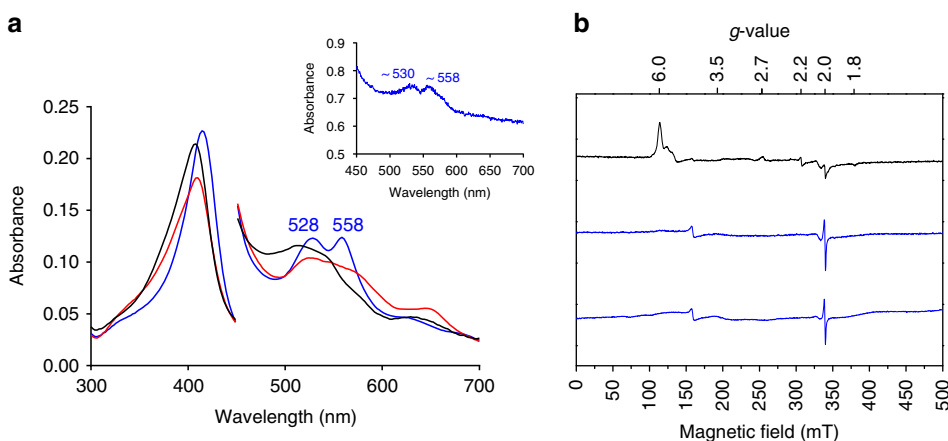 a
Absorbance
0.25
0.20
0.15
0.10
0.05
0.00
300 400 500 600 700
Wavelength (nm)
528 558
Absorbance
0.9
0.8
0.7
0.6
0.5
~530 ~558
450 500 550 600 650 700
Wavelength (nm)
b
g-value
6.0 3.5 2.7 2.2 2.0 1.8
0 50 100 150 200 250 300 350 400 450 500
Magnetic field (mT)